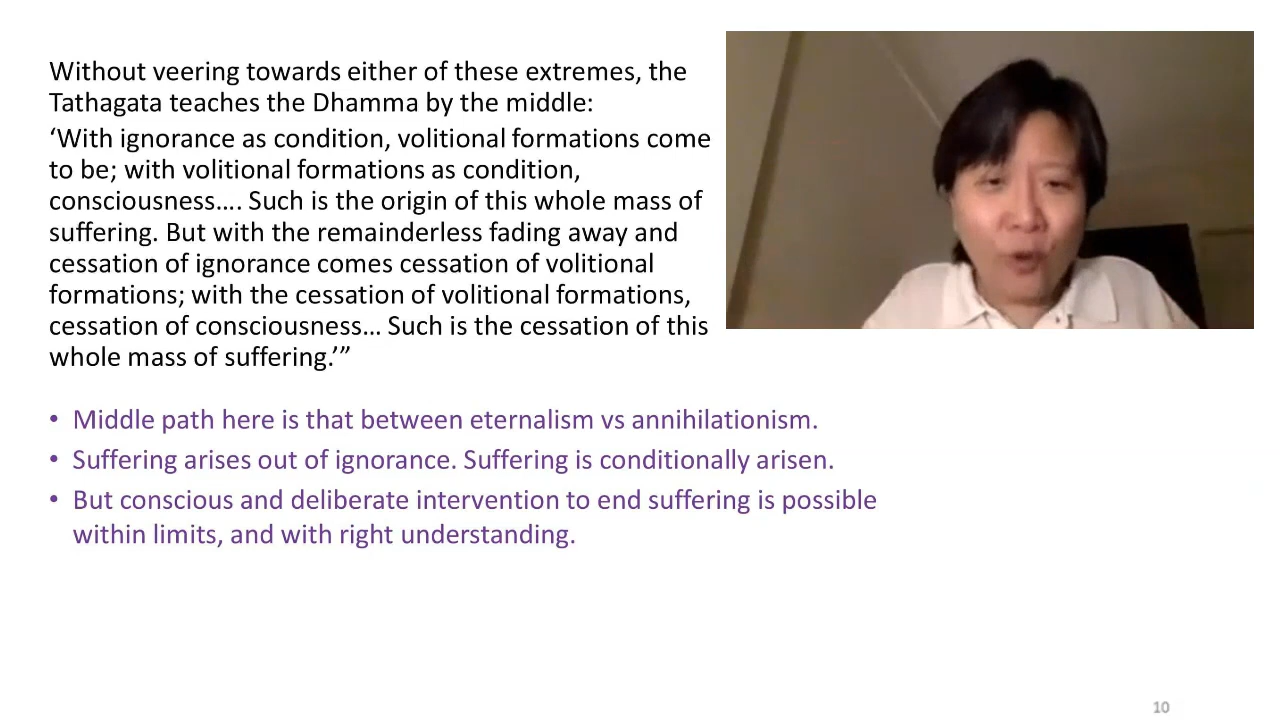 Without veering towards either of these extremes, the
Tathagata teaches the Dhamma by the middle:
‘With ignorance as condition, volitional formations come
to be; with volitional formations as condition,
consciousness…. Such is the origin of this whole mass of
suffering. But with the remainderless fading away and
cessation of ignorance comes cessation of volitional
formations; with the cessation of volitional formations,
cessation of consciousness… Such is the cessation of this
whole mass of suffering.’”
• Middle path here is that between eternalism vs annihilationism.
• Suffering arises out of ignorance. Suffering is conditionally arisen.
• But conscious and deliberate intervention to end suffering is possible
within limits, and with right understanding.
10